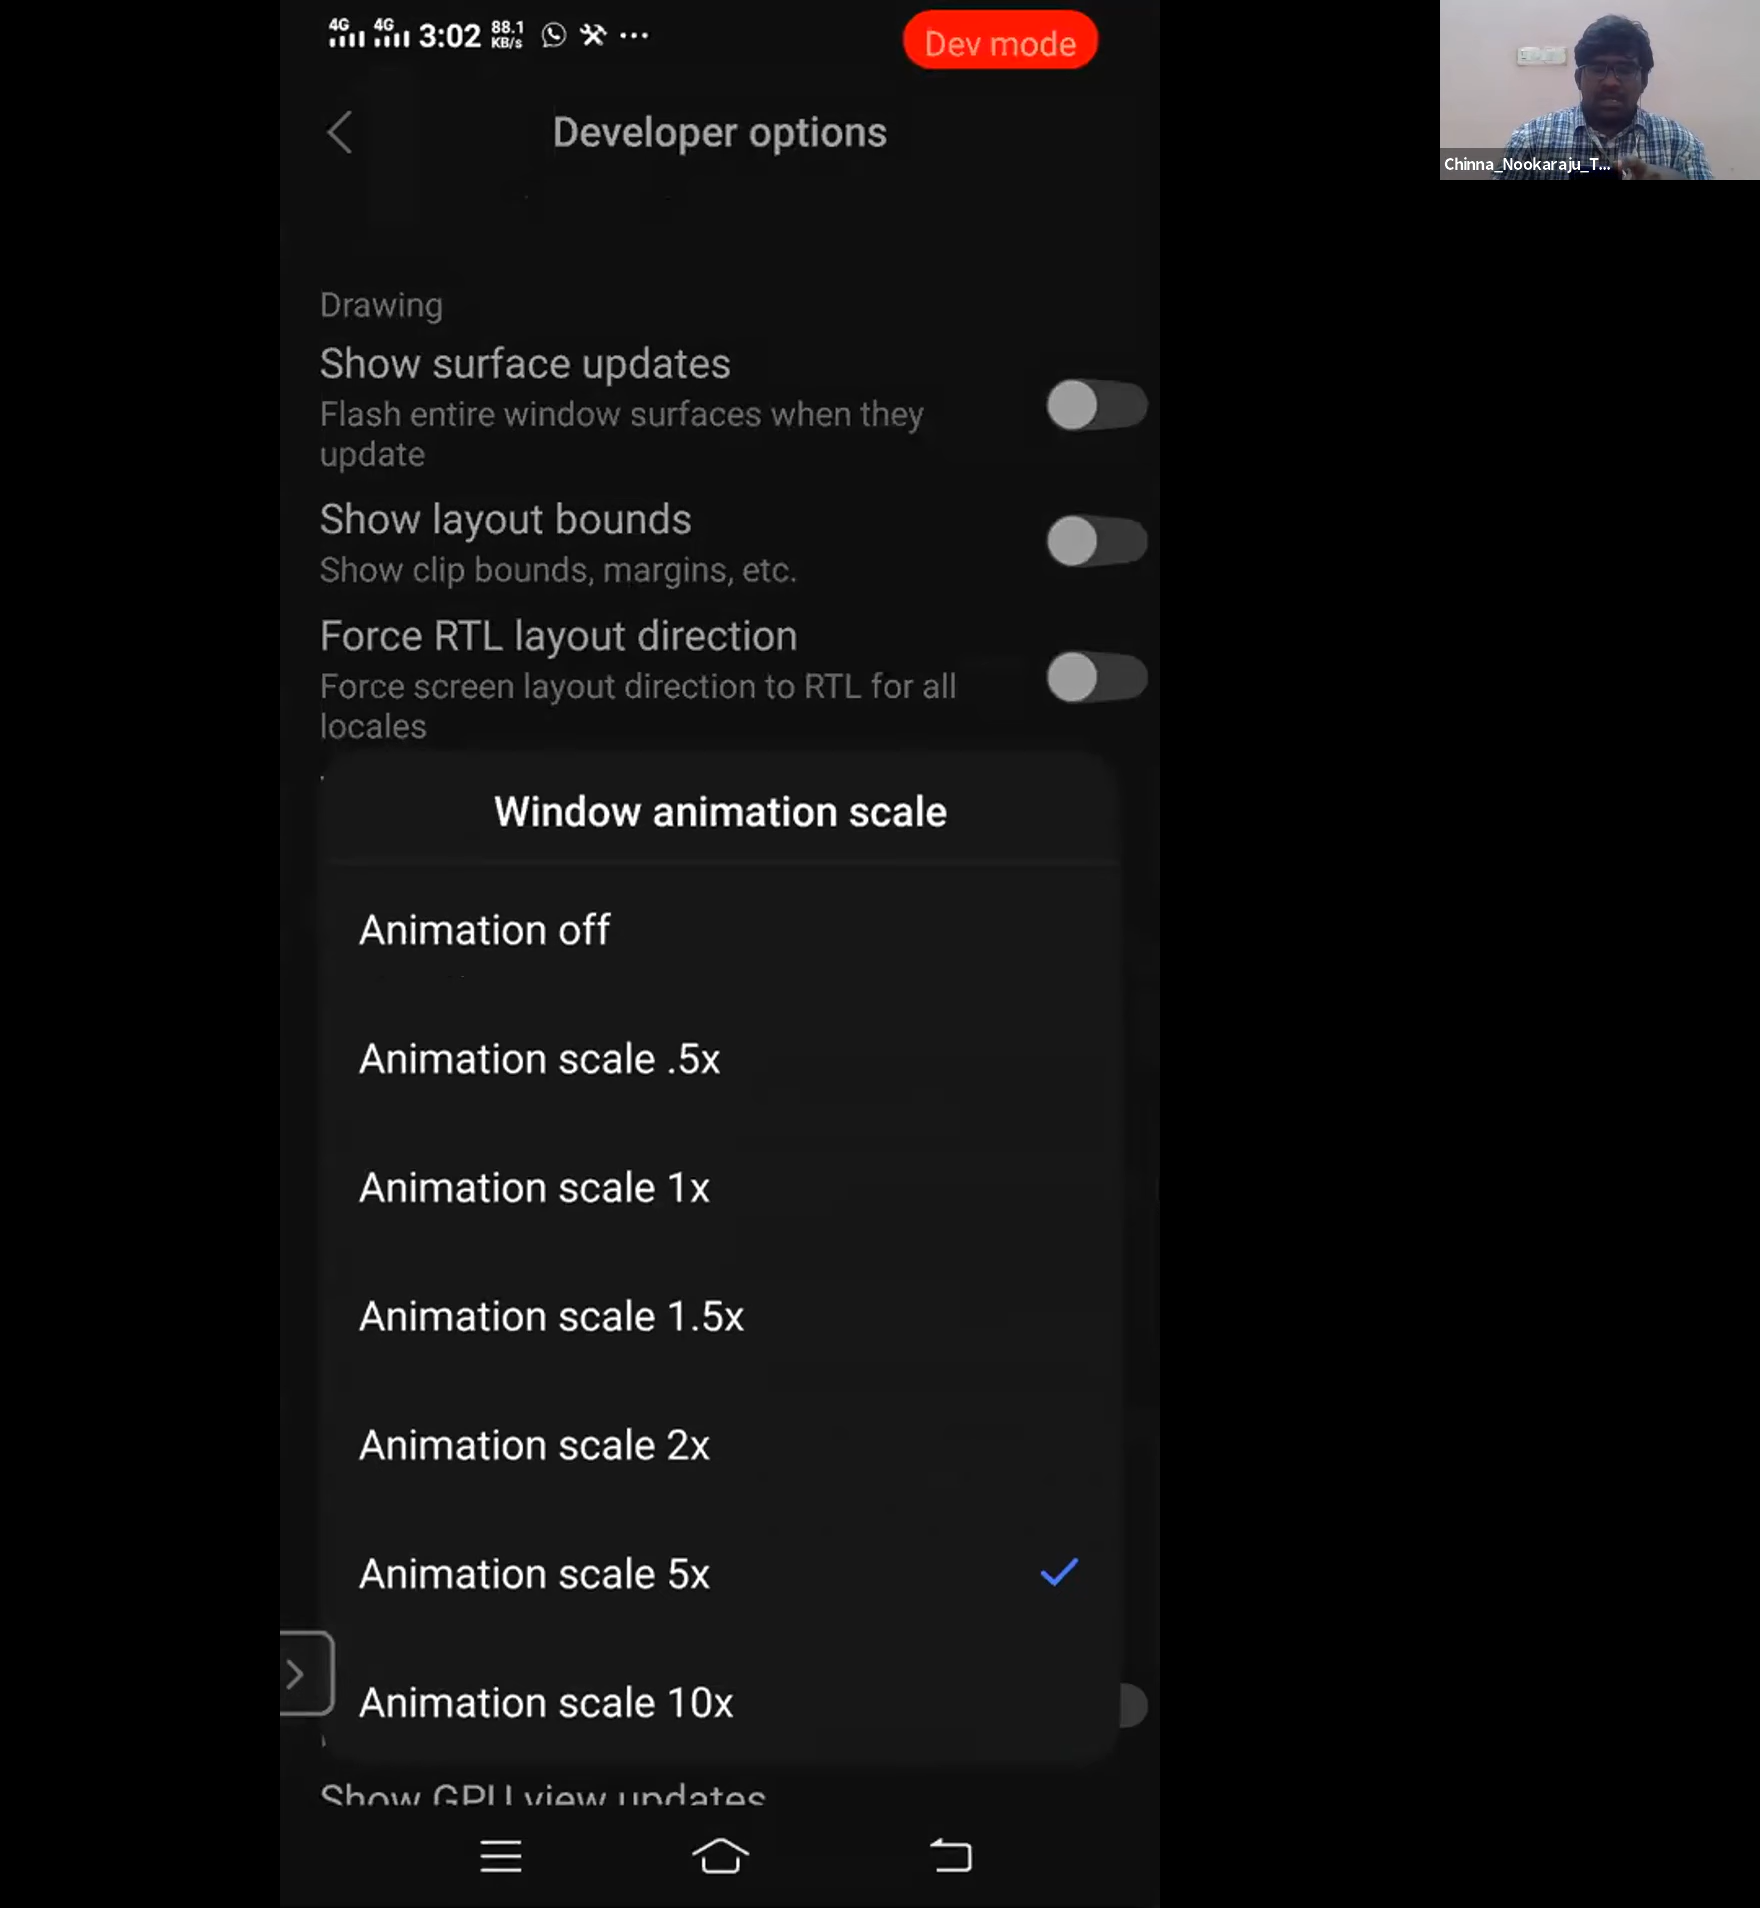 4G 4G 3:02 88.1 KB/s
Dev mode
Developer options
Chinna_Nookaraju_T...
Drawing
Show surface updates
Flash entire window surfaces when they
update
Show layout bounds
Show clip bounds, margins, etc.
Force RTL layout direction
Force screen layout direction to RTL for all
locales
Window animation scale
Animation off
Animation scale .5x
Animation scale 1x
Animation scale 1.5x
Animation scale 2x
Animation scale 5x
Animation scale 10x
Show GPU view updates